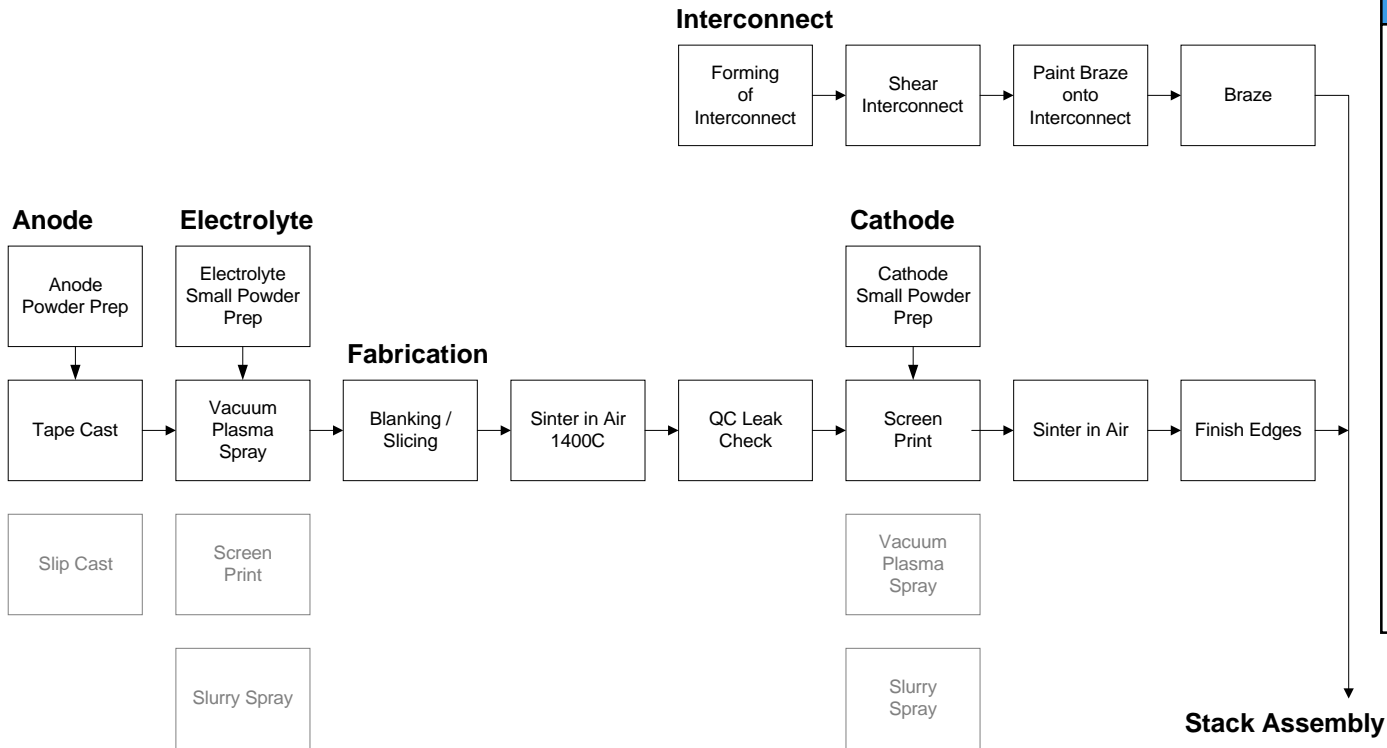 Interconnect
Forming
of
Interconnect
Shear
Interconnect
Paint Braze
onto
Interconnect
Braze
Anode
Electrolyte
Cathode
Anode
Powder Prep
Electrolyte
Small Powder
Prep
Cathode
Small Powder
Prep
Fabrication
Tape Cast
Vacuum
Plasma
Spray
Blanking /
Slicing
Sinter in Air
1400C
QC Leak
Check
Screen
Print
Sinter in Air
Finish Edges
Slip Cast
Screen
Print
Vacuum
Plasma
Spray
Slurry Spray
Slurry
Spray
Stack Assembly